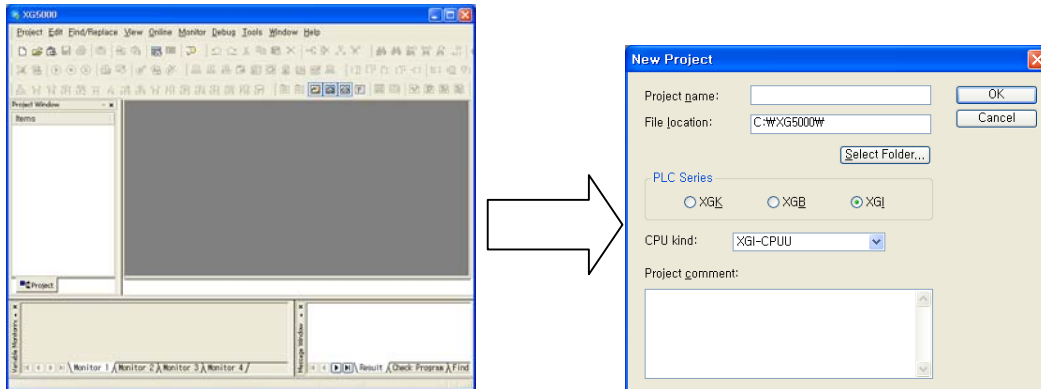 XG5000
Project Edit Find/Replace View Online Monitor Debug Tools Window Help
Project Window
Items
Project
Variable Monitoring
Monitor 1 Monitor 2 Monitor 3 Monitor 4
Message Window
Result Check Program Find
New Project
Project name:
OK
File location:
C:₩XG5000₩
Cancel
Select Folder...
PLC Series
XGK
XGB
XGI
CPU kind:
XGI-CPUU
Project comment: